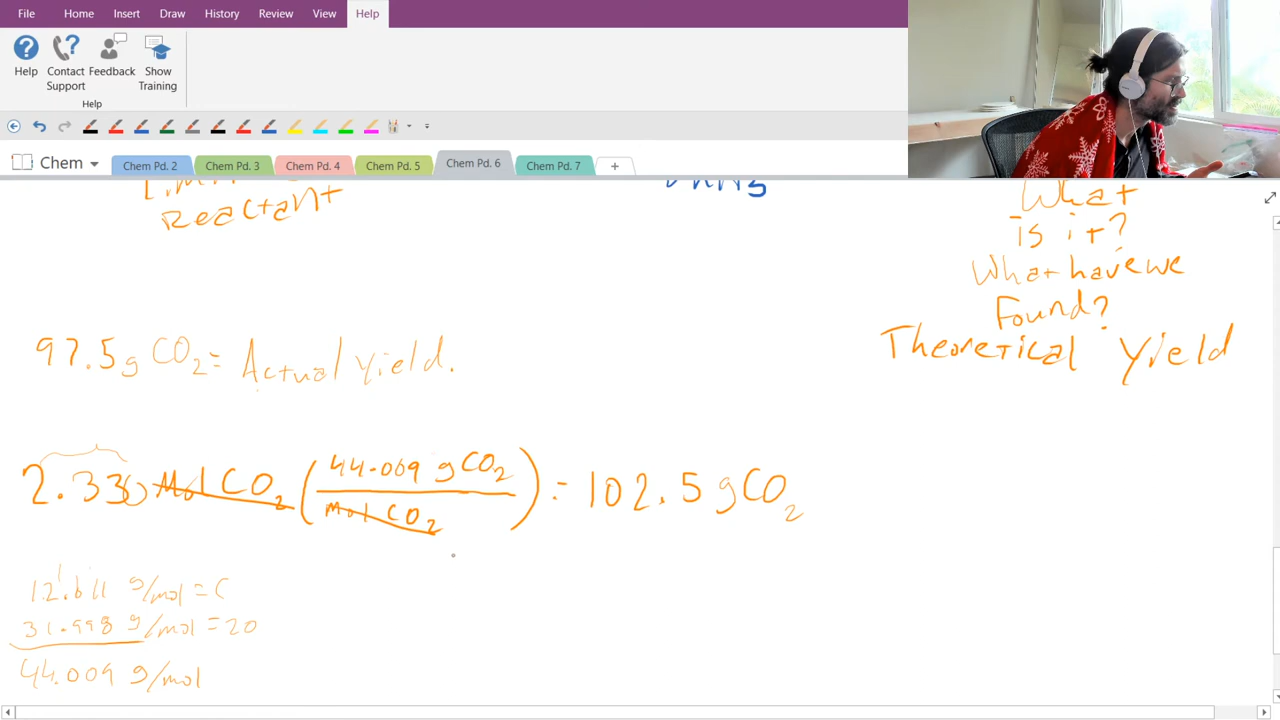 File Home Insert Draw History Review View Help
Help Contact Support Feedback Show Training
Help
Chem Chem Pd. 2 Chem Pd. 3 Chem Pd. 4 Chem Pd. 5 Chem Pd. 6 Chem Pd. 7
Reactant
What
is it?
What have we
Found?
Theoretical Yield
97.5g CO2 = Actual yield.
2.330 Mol CO2 (44.009 g CO2 / Mol CO2) = 102.5 g CO2
12.011 g/mol = C
31.998 g/mol = 2O
44.009 g/mol